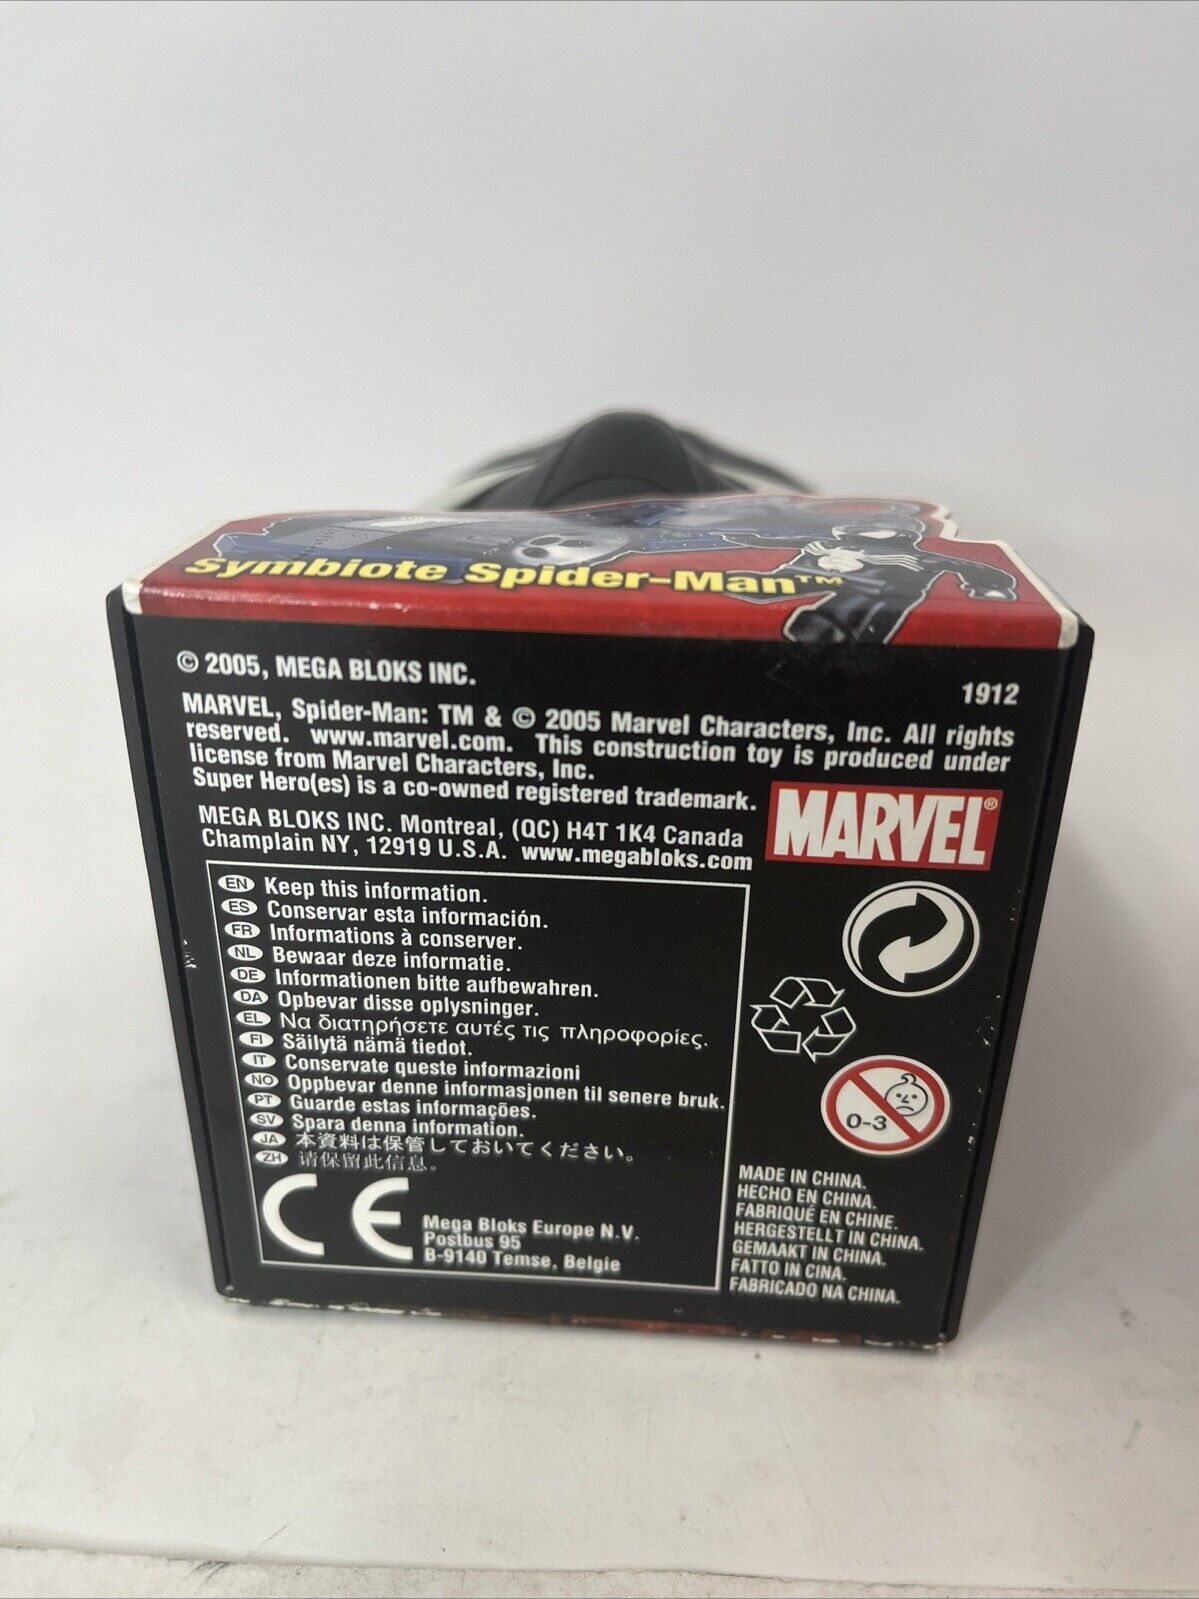 Symbiote Spider-Man™
© 2005, MEGA BLOKS INC.
1912
MARVEL, Spider-Man: TM & © 2005 Marvel Characters, Inc. All rights
reserved. www.marvel.com. This construction toy is produced under
license from Marvel Characters, Inc.
Super Hero(es) is a co-owned registered trademark.
MEGA BLOKS INC. Montreal, (QC) H4T 1K4 Canada
Champlain NY, 12919 U.S.A. www.megabloks.com
MARVEL®
EN Keep this information.
ES Conservar esta información.
FR Informations à conserver.
NL Bewaar deze informatie.
DE Informationen bitte aufbewahren.
DA Opbevar disse oplysninger.
EL Να διατηρήσετε αυτές τις πληροφορίες.
FI Säilytä nämä tiedot.
IT Conservate queste informazioni
NO Oppbevar denne informasjonen til senere bruk.
PT Guarde estas informações.
SV Spara denna information.
JA 本資料は保管しておいてください。
ZH 请保留此信息。
CE
Mega Bloks Europe N.V.
Postbus 95
B-9140 Temse, Belgie
0-3
MADE IN CHINA.
HECHO EN CHINA.
FABRIQUÉ EN CHINE.
HERGESTELLT IN CHINA.
GEMAAKT IN CHINA.
FATTO IN CINA.
FABRICADO NA CHINA.